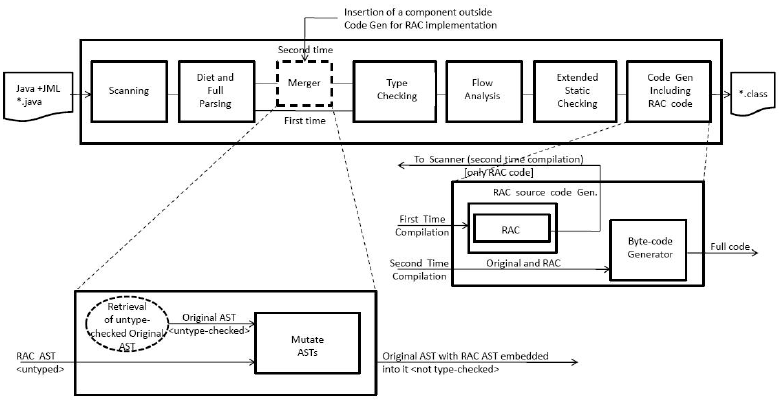 Insertion of a component outside
Code Gen for RAC implementation
Second time
Java +JML
*.java
Scanning
Diet and
Full
Parsing
Merger
Type
Checking
Flow
Analysis
Extended
Static
Checking
Code Gen
Including
RAC code
*.class
First time
To Scanner (second time compilation)
[only RAC code]
RAC source code Gen.
First Time
Compilation
RAC
Byte-code
Generator
Full code
Second Time
Compilation
Original and RAC
Retrieval
of untype-
checked Original
AST
Original AST
<untype-checked>
Mutate
ASTs
RAC AST
<untyped>
Original AST with RAC AST embedded
into it <not type-checked>